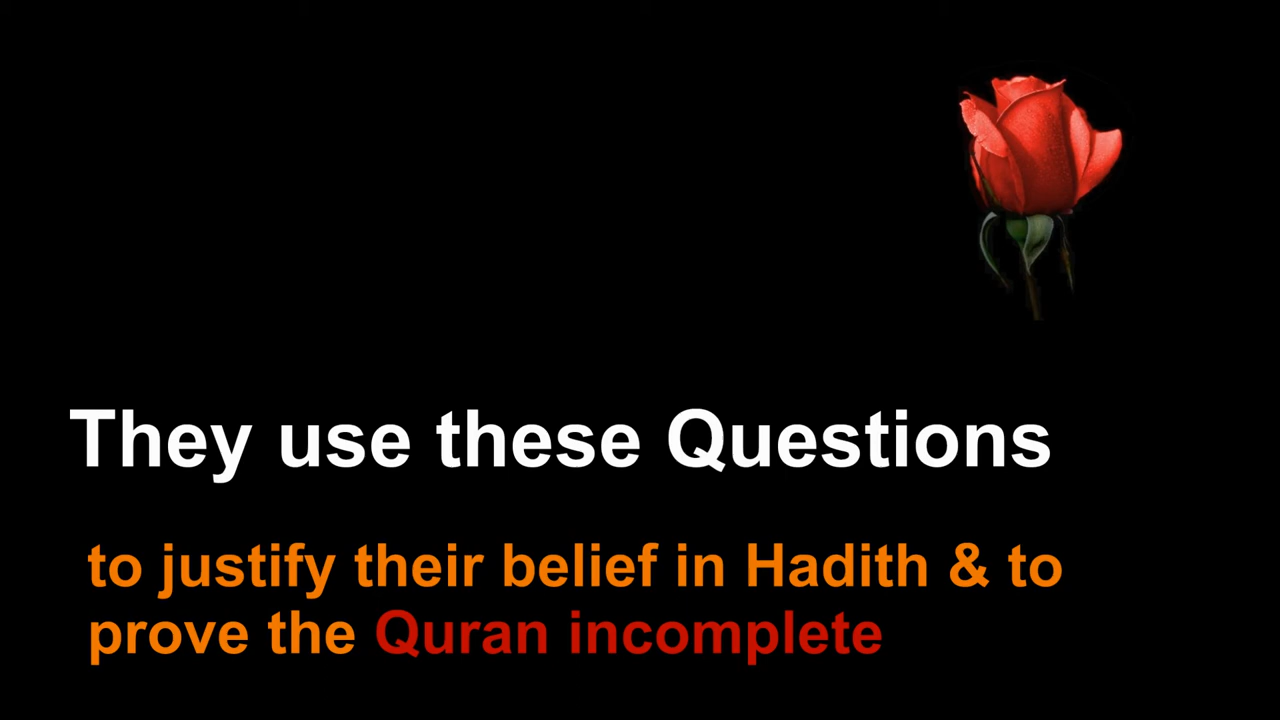 They use these Questions
to justify their belief in Hadith & to
prove the Quran incomplete